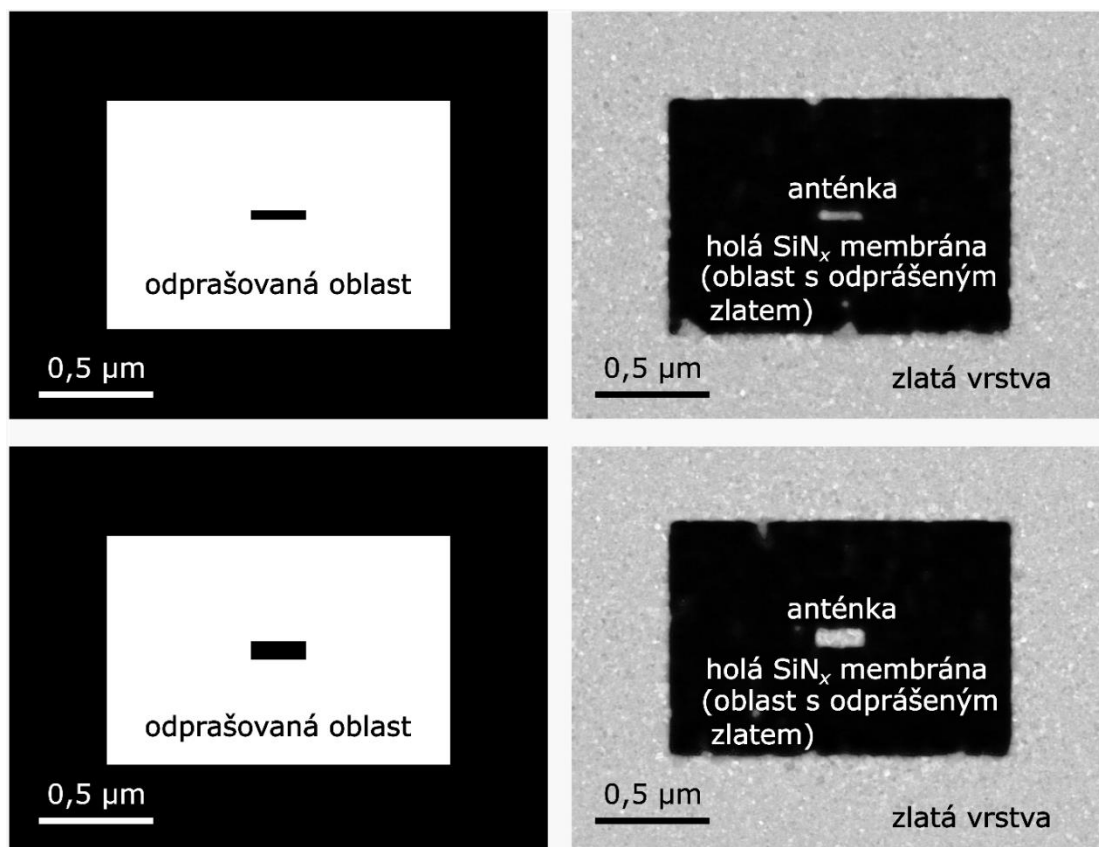 odprašovaná oblast
0,5 µm
anténka
holá SiNₓ membrána
(oblast s odprášeným
zlatem)
0,5 µm
zlatá vrstva
odprašovaná oblast
0,5 µm
anténka
holá SiNₓ membrána
(oblast s odprášeným
zlatem)
0,5 µm
zlatá vrstva